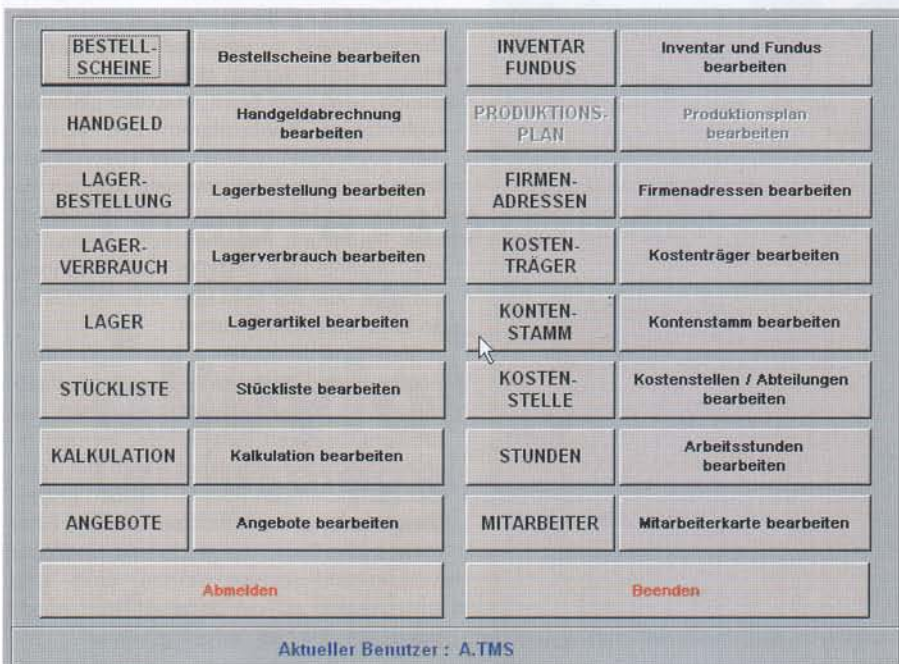 BESTELL-
SCHEINE
Bestellscheine bearbeiten
INVENTAR
FUNDUS
Inventar und Fundus
bearbeiten
HANDGELD
Handgeldabrechnung
bearbeiten
PRODUKTIONS-
PLAN
Produktionsplan
bearbeiten
LAGER-
BESTELLUNG
Lagerbestellung bearbeiten
FIRMEN-
ADRESSEN
Firmenadressen bearbeiten
LAGER-
VERBRAUCH
Lagerverbrauch bearbeiten
KOSTEN-
TRÄGER
Kostenträger bearbeiten
LAGER
Lagerartikel bearbeiten
KONTEN-
STAMM
Kontenstamm bearbeiten
STÜCKLISTE
Stückliste bearbeiten
KOSTEN-
STELLE
Kostenstellen / Abteilungen
bearbeiten
KALKULATION
Kalkulation bearbeiten
STUNDEN
Arbeitsstunden
bearbeiten
ANGEBOTE
Angebote bearbeiten
MITARBEITER
Mitarbeiterkarte bearbeiten
Abmelden
Beenden
Aktueller Benutzer : A.TMS